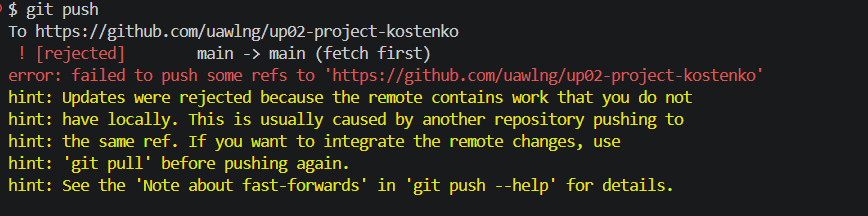 $ git push
To https://github.com/uawlng/up02-project-kostenko
 ! [rejected]        main -> main (fetch first)
error: failed to push some refs to 'https://github.com/uawlng/up02-project-kostenko'
hint: Updates were rejected because the remote contains work that you do not
hint: have locally. This is usually caused by another repository pushing to
hint: the same ref. If you want to integrate the remote changes, use
hint: 'git pull' before pushing again.
hint: See the 'Note about fast-forwards' in 'git push --help' for details.